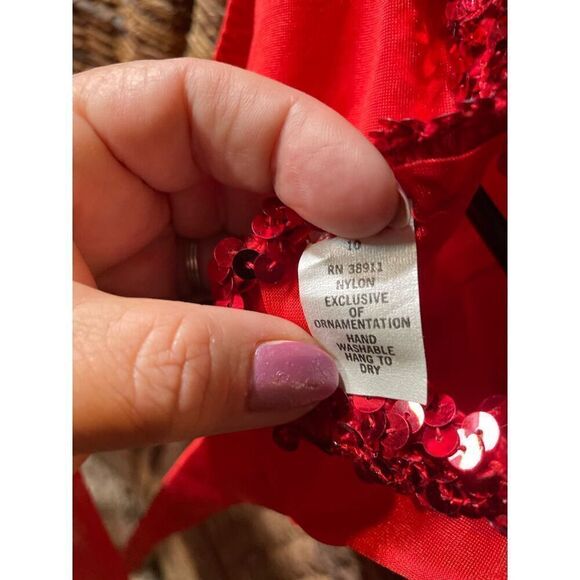 10
RN 38911
NYLON
EXCLUSIVE
OF
ORNAMENTATION
HAND
WASHABLE
HANG TO
DRY